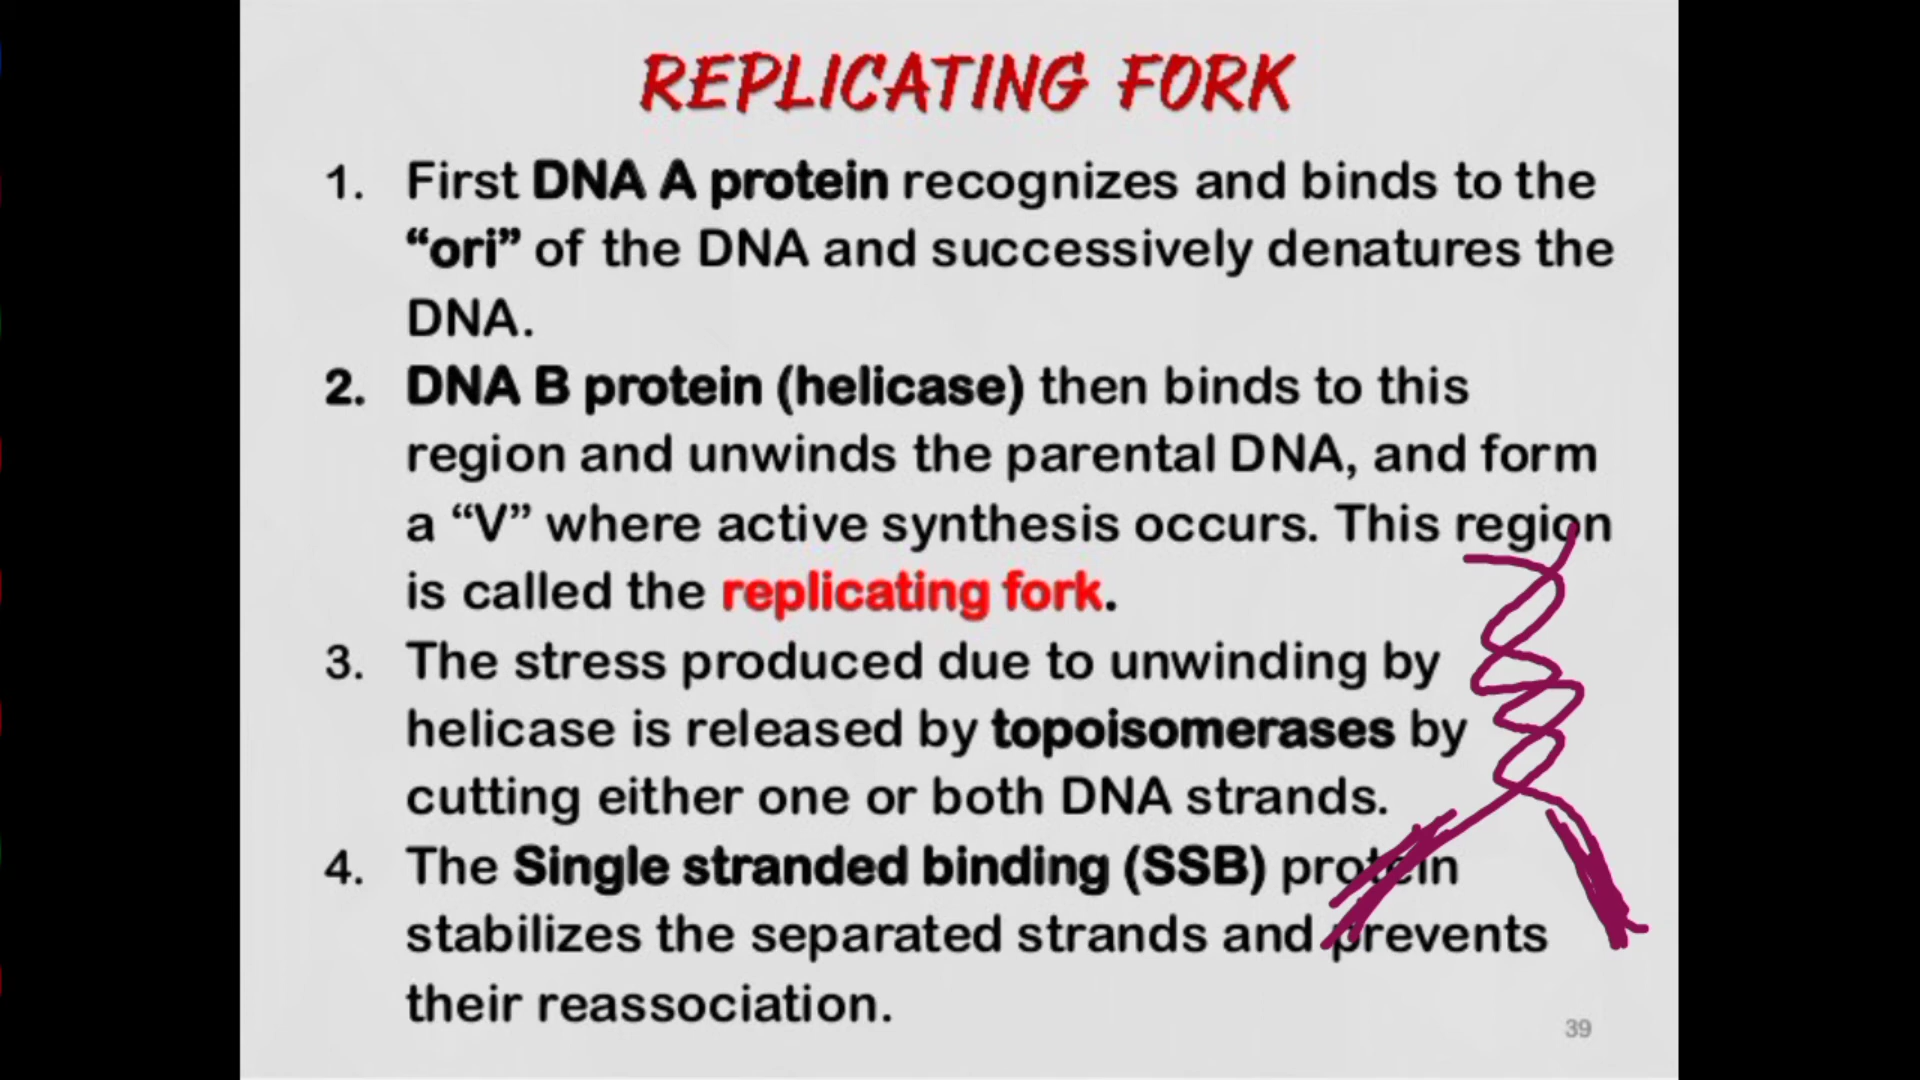 REPLICATING FORK
1. First DNA A protein recognizes and binds to the
“ori” of the DNA and successively denatures the
DNA.
2. DNA B protein (helicase) then binds to this
region and unwinds the parental DNA, and form
a “V” where active synthesis occurs. This region
is called the replicating fork.
3. The stress produced due to unwinding by
helicase is released by topoisomerases by
cutting either one or both DNA strands.
4. The Single stranded binding (SSB) protein
stabilizes the separated strands and prevents
their reassociation.
39